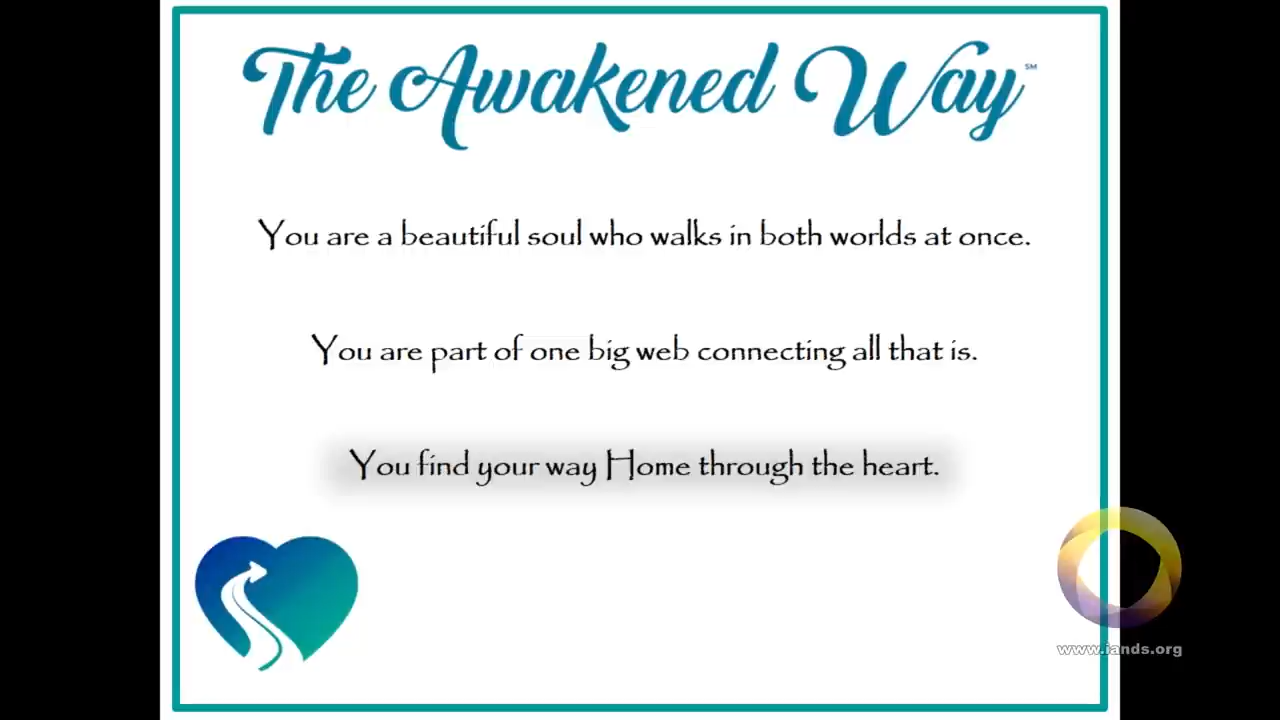 The Awakened Way℠
You are a beautiful soul who walks in both worlds at once.
You are part of one big web connecting all that is.
You find your way Home through the heart.
www.iands.org